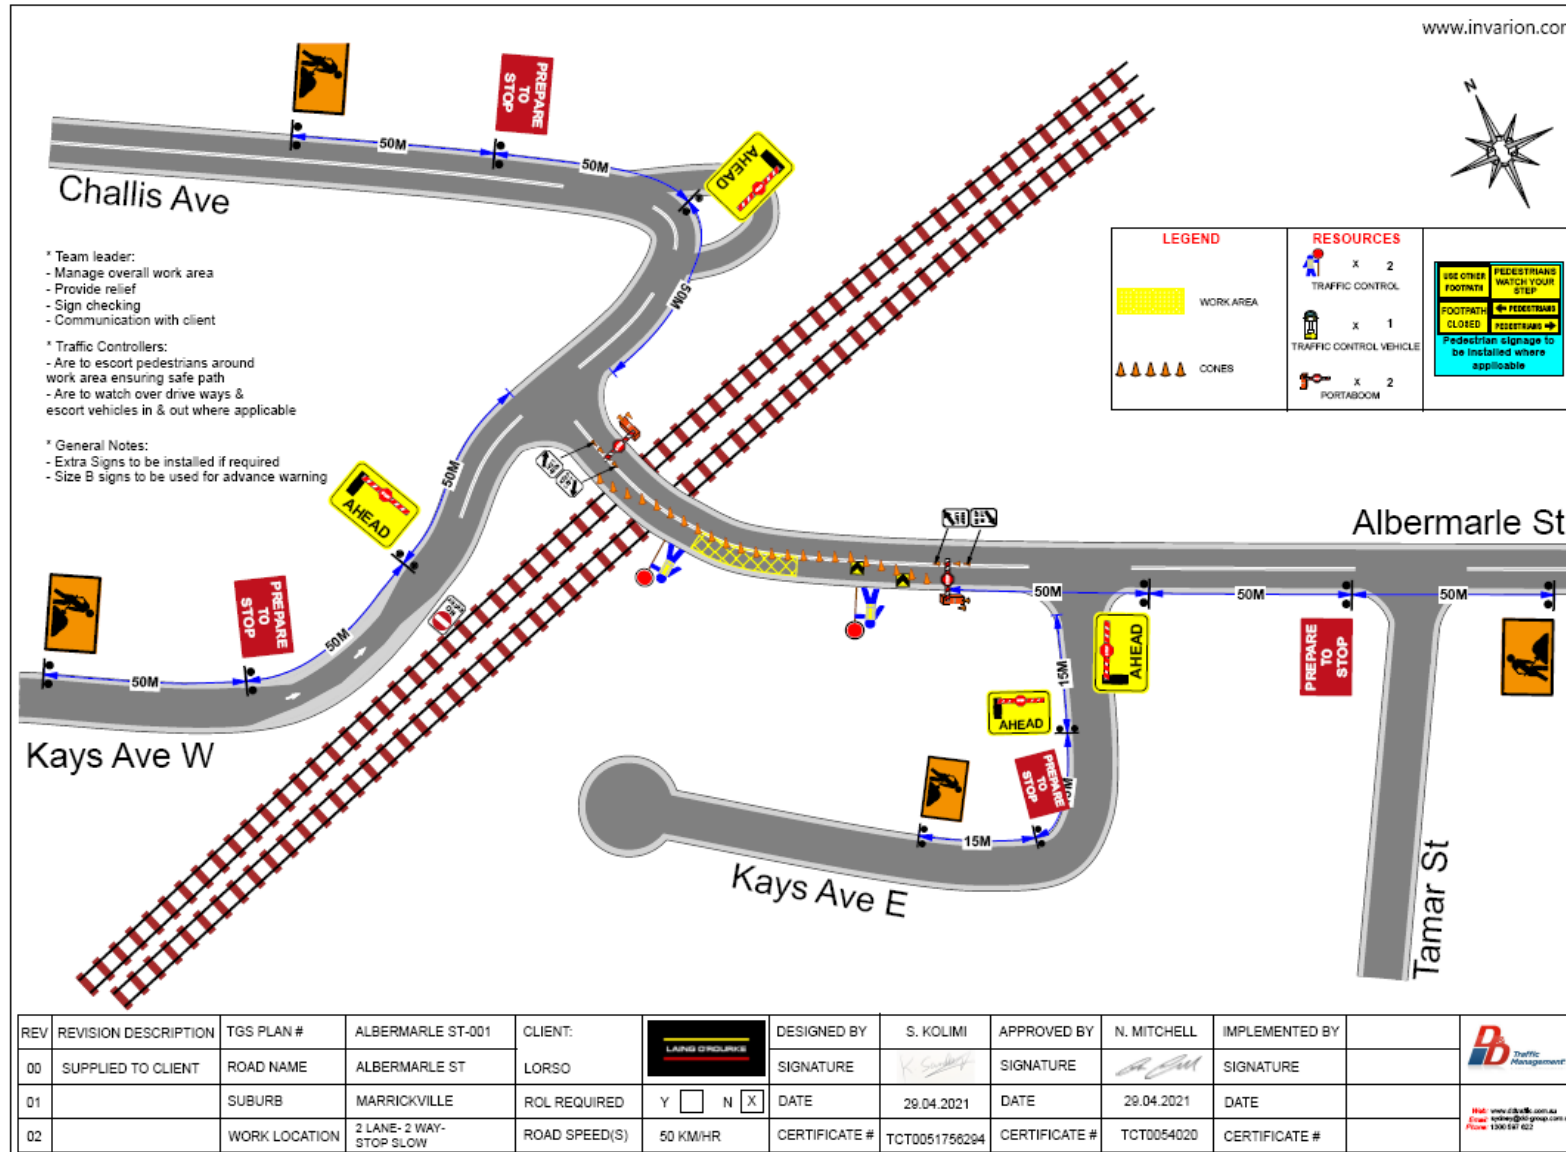 www.invarion.com
PREPARE
TO
STOP
50M
50M
AHEAD
Challis Ave
N
* Team leader:
- Manage overall work area
- Provide relief
- Sign checking
- Communication with client
* Traffic Controllers:
- Are to escort pedestrians around
work area ensuring safe path
- Are to watch over drive ways &
escort vehicles in & out where applicable
* General Notes:
- Extra Signs to be installed if required
- Size B signs to be used for advance warning
50M
LEGEND
WORK AREA
CONES
RESOURCES
X 2
TRAFFIC CONTROL
X 1
TRAFFIC CONTROL VEHICLE
X 2
PORTABOOM
USE OTHER
FOOTPATH
PEDESTRIANS
WATCH YOUR
STEP
FOOTPATH
CLOSED
PEDESTRIANS
PEDESTRIANS
Pedestrian signage to
be installed where
applicable
50M
AHEAD
PREPARE
TO
STOP
50M
50M
Kays Ave W
Albermarle St
50M
50M
50M
AHEAD
PREPARE
TO
STOP
15M
AHEAD
PREPARE
TO
STOP
15M
Kays Ave E
Tamar St
REV REVISION DESCRIPTION TGS PLAN # ALBERMARLE ST-001 CLIENT: LAING O'ROURKE DESIGNED BY S. KOLIMI APPROVED BY N. MITCHELL IMPLEMENTED BY
00 SUPPLIED TO CLIENT ROAD NAME ALBERMARLE ST LORSO SIGNATURE SIGNATURE SIGNATURE
01 SUBURB MARRICKVILLE ROL REQUIRED Y N X DATE 29.04.2021 DATE 29.04.2021 DATE
02 WORK LOCATION 2 LANE- 2 WAY-
STOP SLOW
ROAD SPEED(S) 50 KM/HR CERTIFICATE # TCT0051756294 CERTIFICATE # TCT0054020 CERTIFICATE #
D&D Traffic
Management
Phone: 1300 597 622